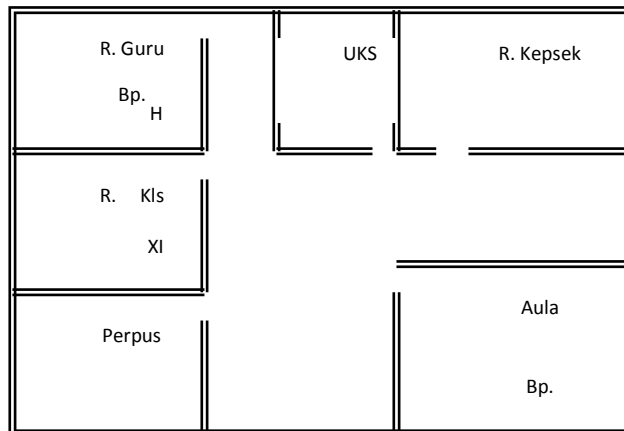 R. Guru
UKS
R. Kepsek
Bp.
H
R. Kls
XI
Aula
Perpus
Bp.